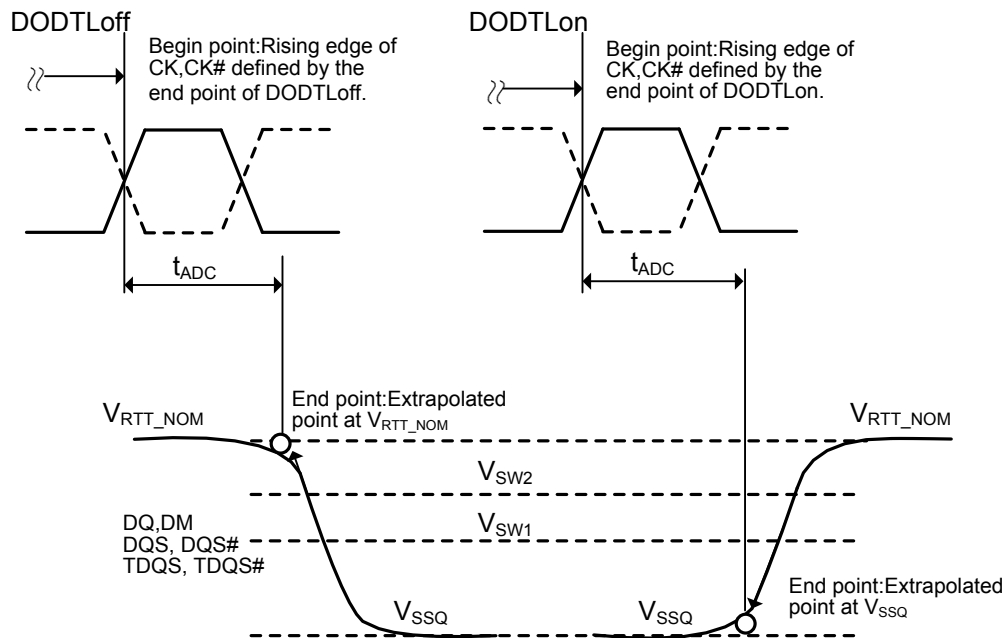 DODTLoff
Begin point:Rising edge of
CK,CK# defined by the
end point of DODTLoff.
DODTLon
Begin point:Rising edge of
CK,CK# defined by the
end point of DODTLon.
tADC
tADC
VRTT_NOM
End point:Extrapolated
point at VRTT_NOM
VRTT_NOM
VSW2
VSW1
DQ,DM
DQS, DQS#
TDQS, TDQS#
VSSQ
VSSQ
End point:Extrapolated
point at VSSQ